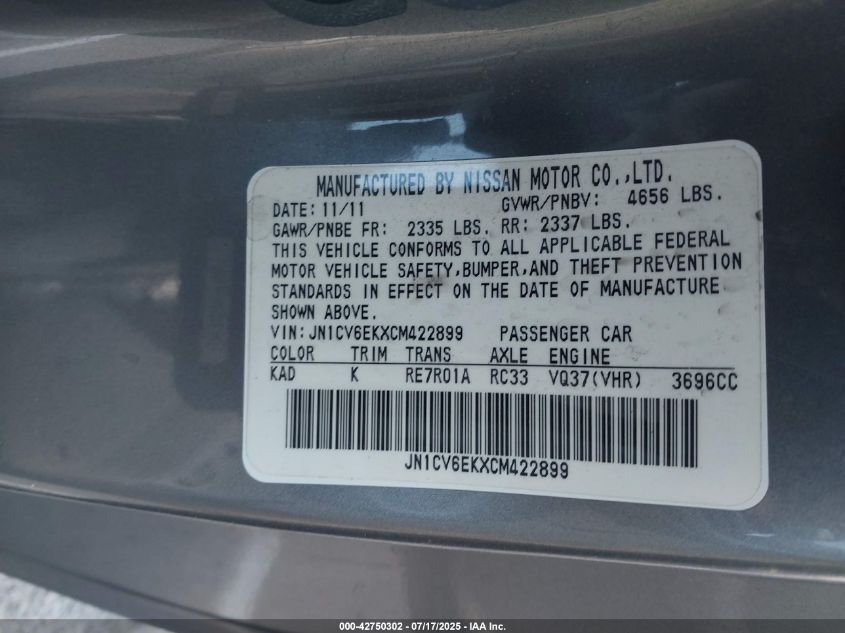 MANUFACTURED BY NISSAN MOTOR CO.,LTD.
DATE: 11/11 GVWR/PNBV: 4656 LBS.
GAWR/PNBE FR: 2335 LBS. RR: 2337 LBS.
THIS VEHICLE CONFORMS TO ALL APPLICABLE FEDERAL
MOTOR VEHICLE SAFETY,BUMPER,AND THEFT PREVENTION
STANDARDS IN EFFECT ON THE DATE OF MANUFACTURE
SHOWN ABOVE.
VIN:JN1CV6EKXCM422899 PASSENGER CAR
COLOR TRIM TRANS AXLE ENGINE
KAD K RE7R01A RC33 VQ37(VHR) 3696CC
JN1CV6EKXCM422899
000-42750302 - 07/17/2025 - IAA Inc.